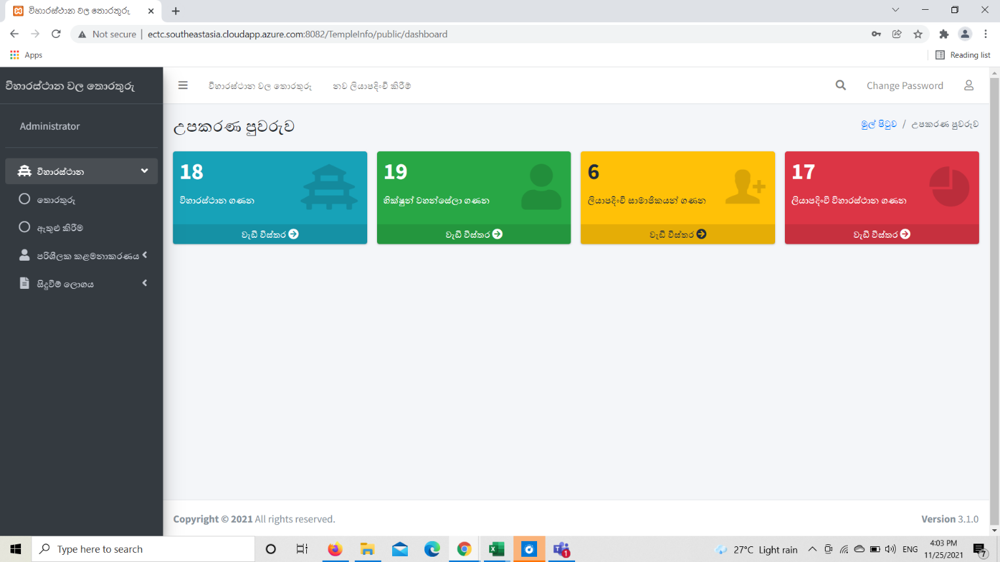 විහාරස්ථාන වල තොරතුරු
Not secure
ectc.southeastasia.cloudapp.azure.com:8082/TempleInfo/public/dashboard
Apps
Reading list
විහාරස්ථාන වල තොරතුරු
විහාරස්ථාන වල තොරතුරු
නව ලියාපදිංචි කිරීම්
Change Password
Administrator
විහාරස්ථාන
තොරතුරු
ඇතුළු කිරීම
පරිශීලක කළමනාකරණය
සිදුවීම් ලොගය
උපකරණ පුවරුව
මුල් පිටුව / උපකරණ පුවරුව
18
විහාරස්ථාන ගණන
වැඩි විස්තර
19
භික්ෂුන් වහන්සේලා ගණන
වැඩි විස්තර
6
ලියාපදිංචි සාමාජිකයන් ගණන
වැඩි විස්තර
17
ලියාපදිංචි විහාරස්ථාන ගණන
වැඩි විස්තර
Copyright © 2021 All rights reserved.
Version 3.1.0
Type here to search
1
27°C Light rain
ENG
4:03 PM
11/25/2021
7